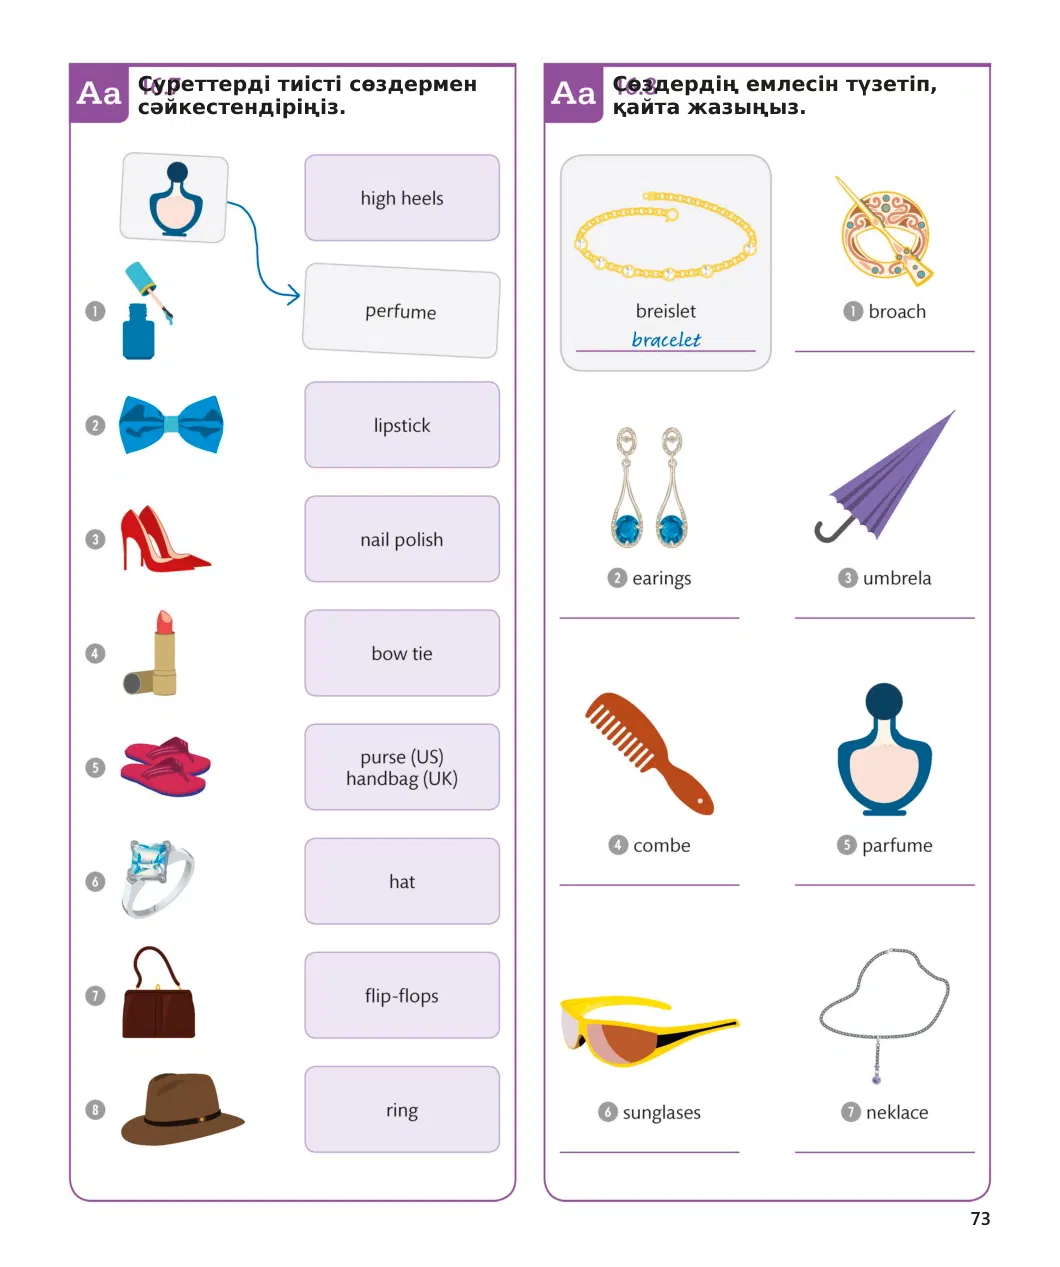 Aa
Суреттерді тиісті сөздермен
сәйкестендіріңіз.
high heels
perfume
1
2
lipstick
3
nail polish
4
bow tie
5
purse (US)
handbag (UK)
6
hat
7
flip-flops
8
ring
Aa
Сөздердің емлесін түзетіп,
қайта жазыңыз.
breislet
bracelet
1 broach
2 earings
3 umbrela
4 combe
5 parfume
6 sunglases
7 neklace
73